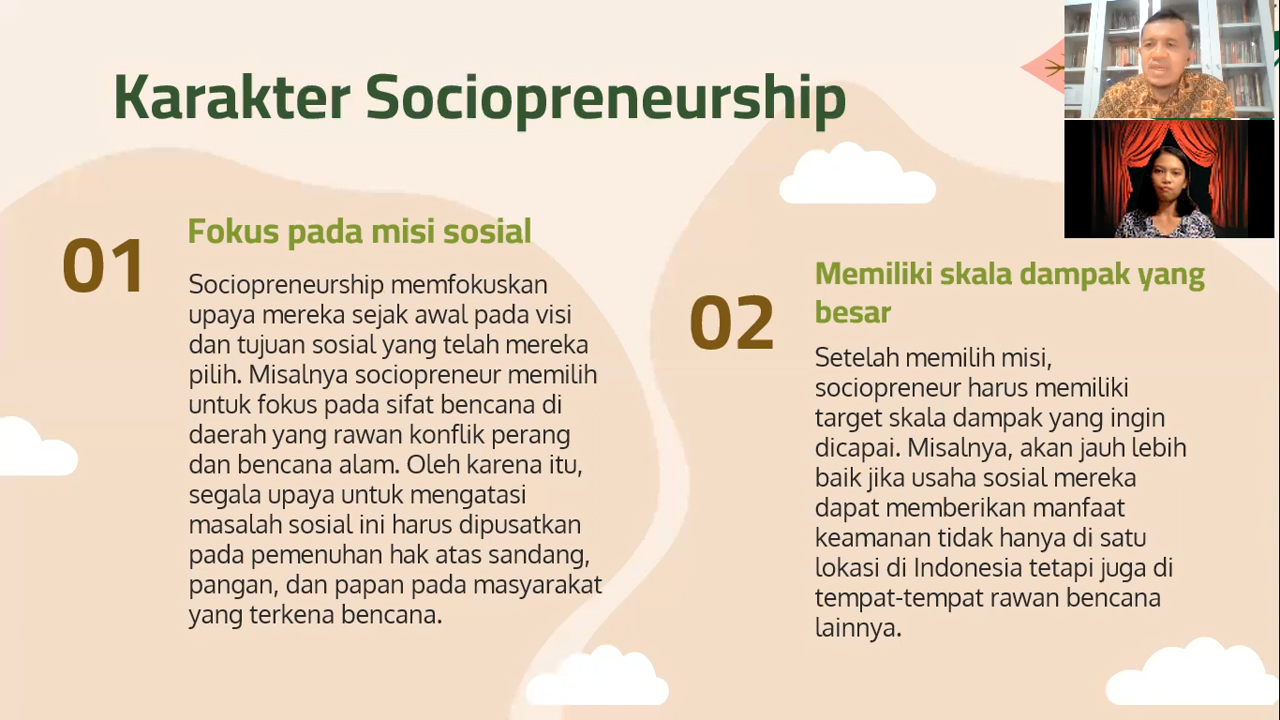 Karakter Sociopreneurship
01
Fokus pada misi sosial
Sociopreneurship memfokuskan
upaya mereka sejak awal pada visi
dan tujuan sosial yang telah mereka
pilih. Misalnya sociopreneur memilih
untuk fokus pada sifat bencana di
daerah yang rawan konflik perang
dan bencana alam. Oleh karena itu,
segala upaya untuk mengatasi
masalah sosial ini harus dipusatkan
pada pemenuhan hak atas sandang,
pangan, dan papan pada masyarakat
yang terkena bencana.
02
Memiliki skala dampak yang
besar
Setelah memilih misi,
sociopreneur harus memiliki
target skala dampak yang ingin
dicapai. Misalnya, akan jauh lebih
baik jika usaha sosial mereka
dapat memberikan manfaat
keamanan tidak hanya di satu
lokasi di Indonesia tetapi juga di
tempat-tempat rawan bencana
lainnya.